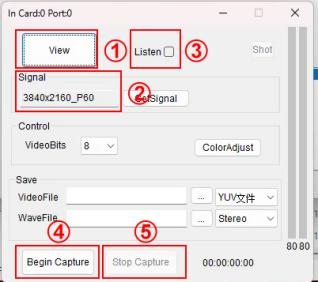 In Card:0 Port:0
View ① Listen ③ Shot
Signal
3840x2160_P60 ② GetSignal
Control
VideoBits 8 ColorAdjust
Save
VideoFile ... YUV文件
WaveFile ... Stereo
④ ⑤ 80 80
Begin Capture Stop Capture 00:00:00:00